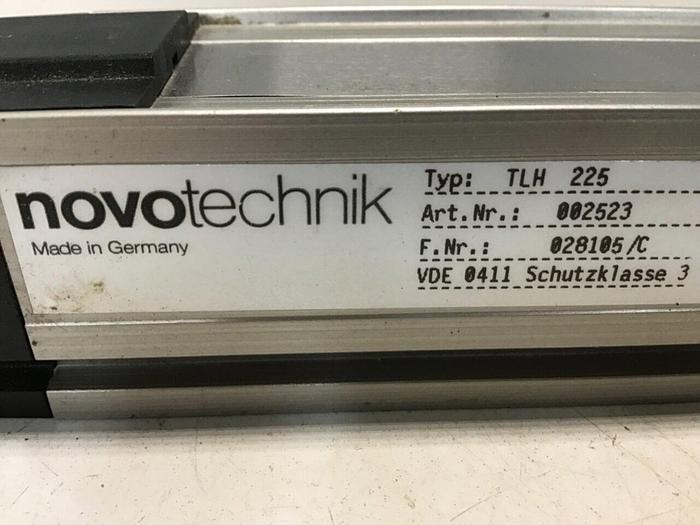 novotechnik
Made in Germany
Typ: TLH 225
Art.Nr.: 002523
F.Nr.: 028105/C
VDE 0411 Schutzklasse 3